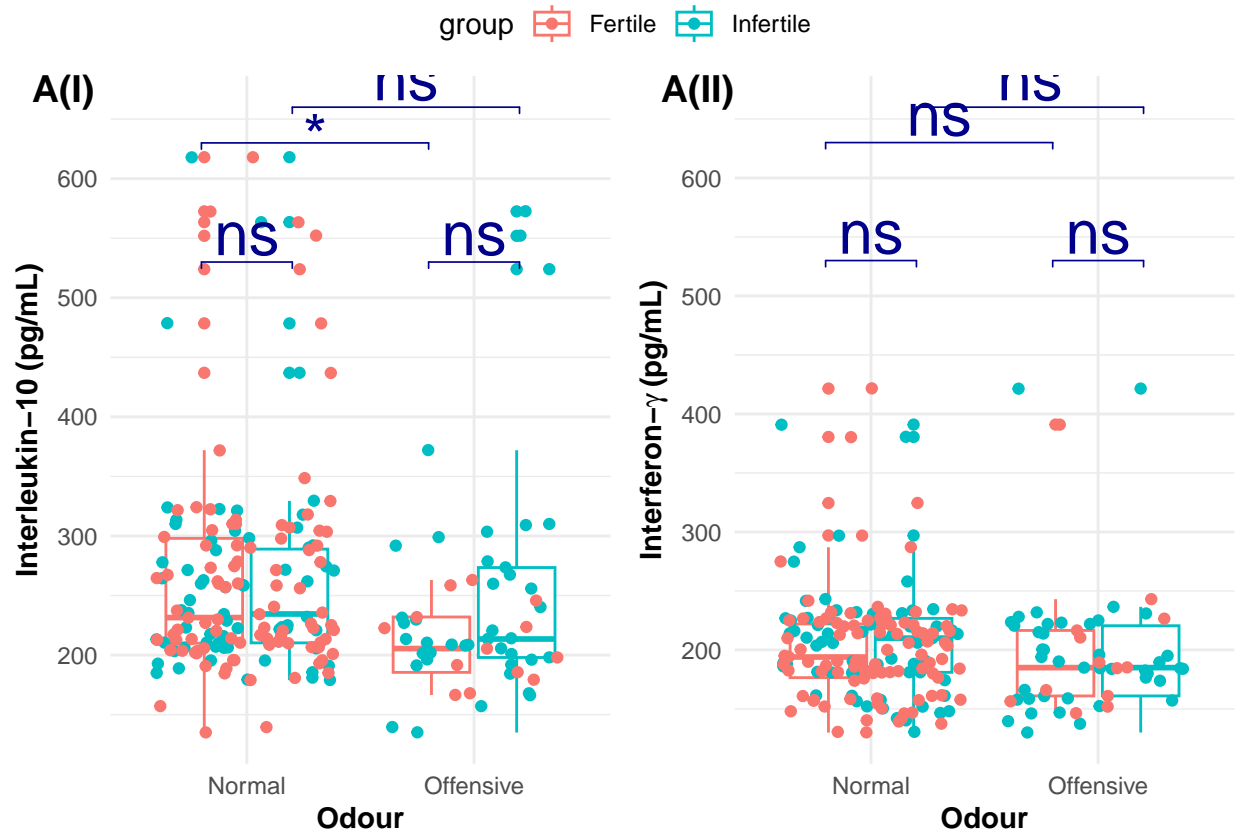 group Fertile Infertile
A(I)
ns
*
ns
ns
Interleukin−10 (pg/mL)
600
500
400
300
200
Normal
Offensive
Odour
A(II)
ns
ns
ns
ns
Interferon−γ (pg/mL)
600
500
400
300
200
Normal
Offensive
Odour